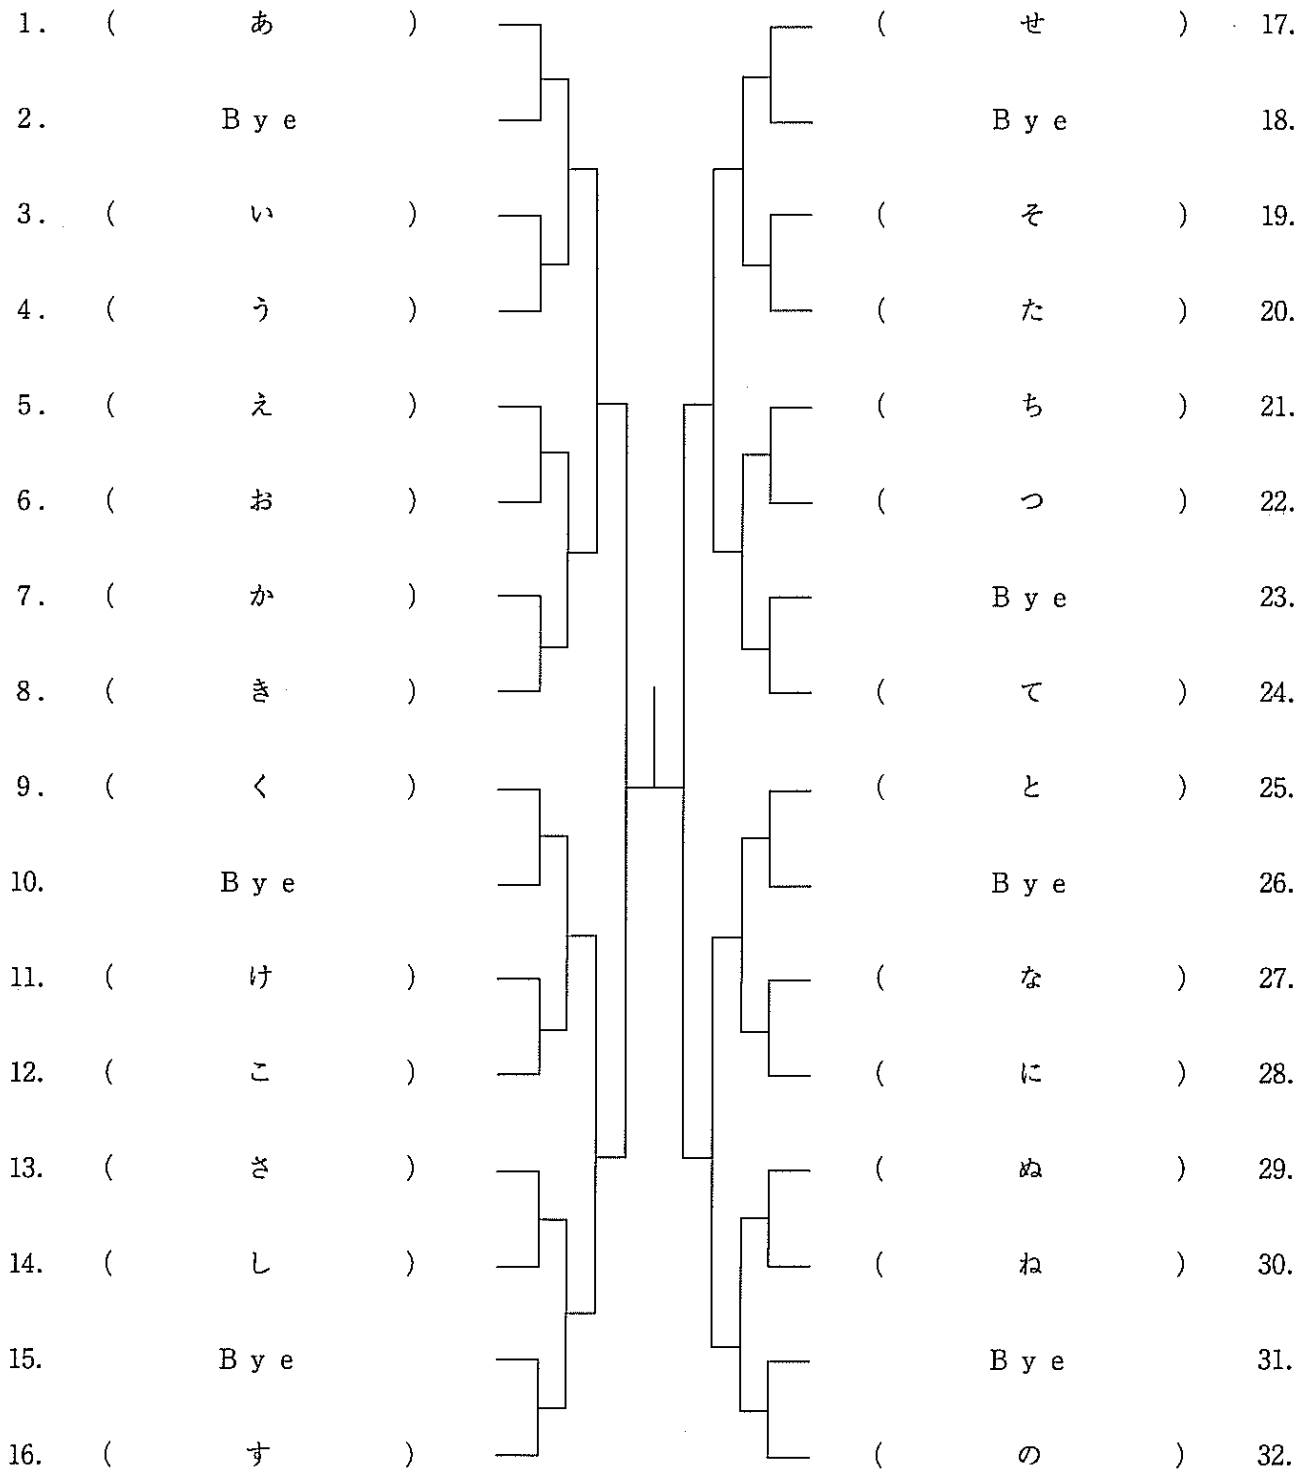 1. ( あ ) ( せ ) 17.
2. Bye Bye 18.
3. ( い ) ( そ ) 19.
4. ( う ) ( た ) 20.
5. ( え ) ( ち ) 21.
6. ( お ) ( つ ) 22.
7. ( か ) Bye 23.
8. ( き ) ( て ) 24.
9. ( く ) ( と ) 25.
10. Bye Bye 26.
11. ( け ) ( な ) 27.
12. ( こ ) ( に ) 28.
13. ( さ ) ( ぬ ) 29.
14. ( し ) ( ね ) 30.
15. Bye Bye 31.
16. ( す ) ( の ) 32.